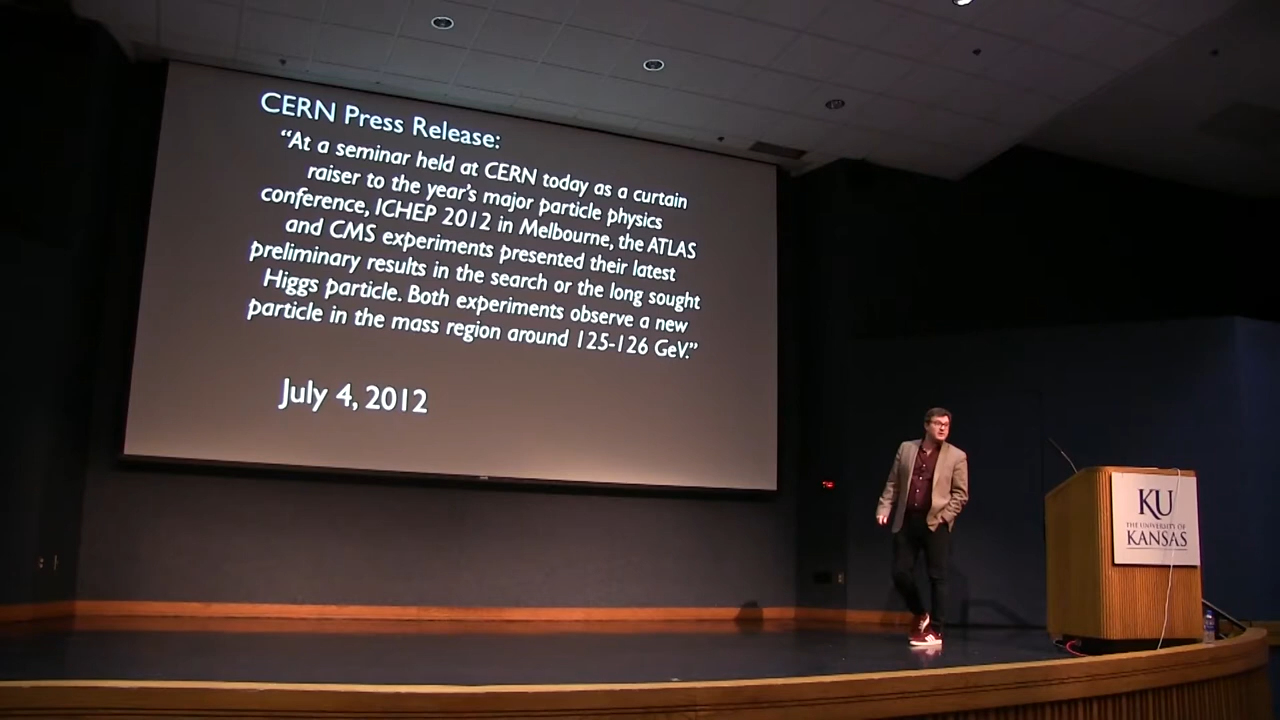 CERN Press Release:
“At a seminar held at CERN today as a curtain
raiser to the year’s major particle physics
conference, ICHEP 2012 in Melbourne, the ATLAS
and CMS experiments presented their latest
preliminary results in the search or the long sought
Higgs particle. Both experiments observe a new
particle in the mass region around 125-126 GeV.”
July 4, 2012
KU
THE UNIVERSITY OF
KANSAS